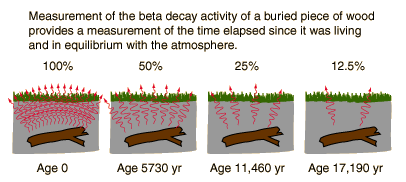 Measurement of the beta decay activity of a buried piece of wood
provides a measurement of the time elapsed since it was living
and in equilibrium with the atmosphere.
100% 50% 25% 12.5%
Age 0 Age 5730 yr Age 11,460 yr Age 17,190 yr